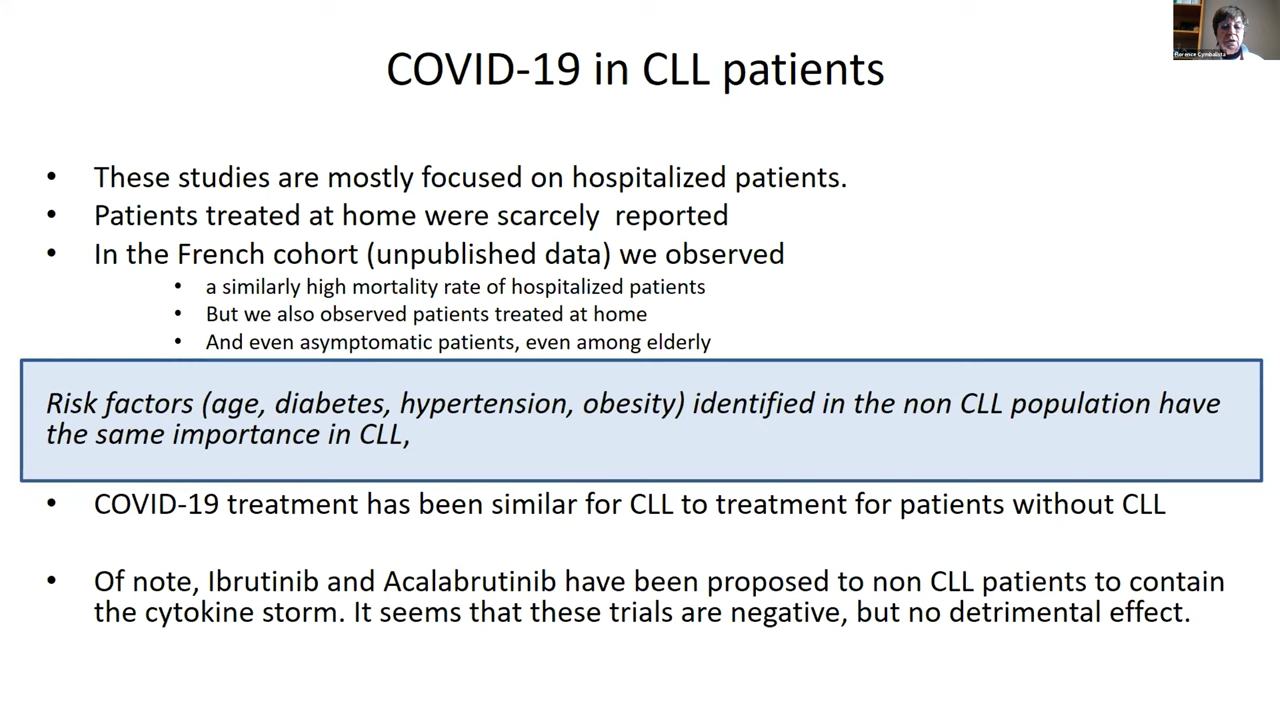 COVID-19 in CLL patients
Florence Cymbalista
• These studies are mostly focused on hospitalized patients.
• Patients treated at home were scarcely reported
• In the French cohort (unpublished data) we observed
• a similarly high mortality rate of hospitalized patients
• But we also observed patients treated at home
• And even asymptomatic patients, even among elderly
Risk factors (age, diabetes, hypertension, obesity) identified in the non CLL population have
the same importance in CLL,
• COVID-19 treatment has been similar for CLL to treatment for patients without CLL
• Of note, Ibrutinib and Acalabrutinib have been proposed to non CLL patients to contain
the cytokine storm. It seems that these trials are negative, but no detrimental effect.